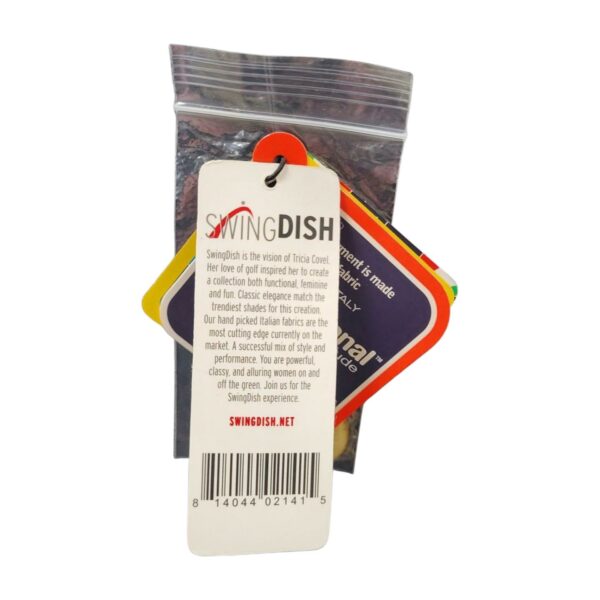 SWINGDISH
SwingDish is the vision of Tricia Covel.
Her love of golf inspired her to create
a collection both functional, feminine
and fun. Classic elegance match the
trendiest shades for this creation.
Our hand picked Italian fabrics are the
most cutting edge currently on the
market. A successful mix of style and
performance. You are powerful,
classy, and alluring women on and
off the green. Join us for the
SwingDish experience.
SWINGDISH.NET
8 14044 02141 5
is made
fabric
TALY
onal™
ude